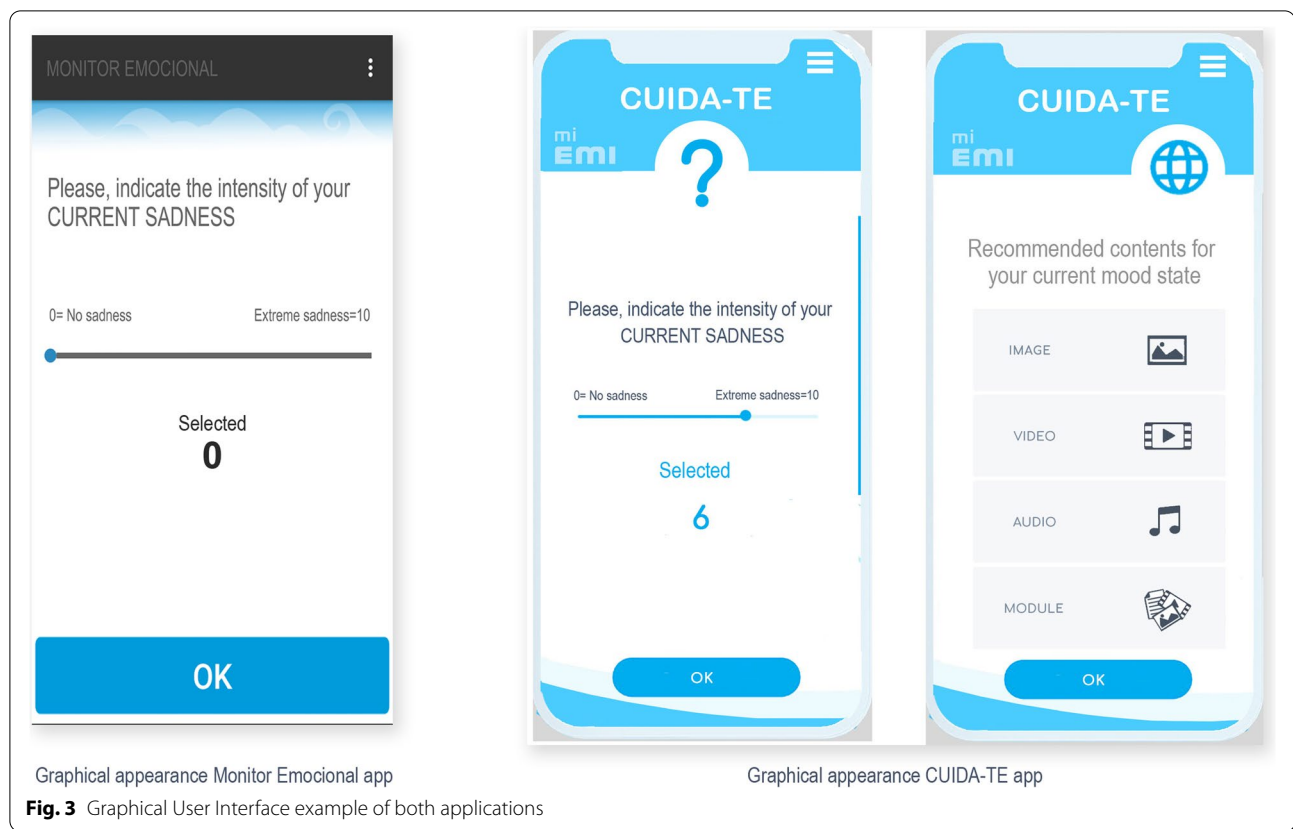 MONITOR EMOCIONAL
Please, indicate the intensity of your
CURRENT SADNESS
0= No sadness Extreme sadness=10
Selected
0
OK
CUIDA-TE
mi
EMI
?
Please, indicate the intensity of your
CURRENT SADNESS
0= No sadness Extreme sadness=10
Selected
6
OK
CUIDA-TE
mi
EMI
Recommended contents for
your current mood state
IMAGE
VIDEO
AUDIO
MODULE
OK
Graphical appearance Monitor Emocional app
Graphical appearance CUIDA-TE app
Fig. 3 Graphical User Interface example of both applications